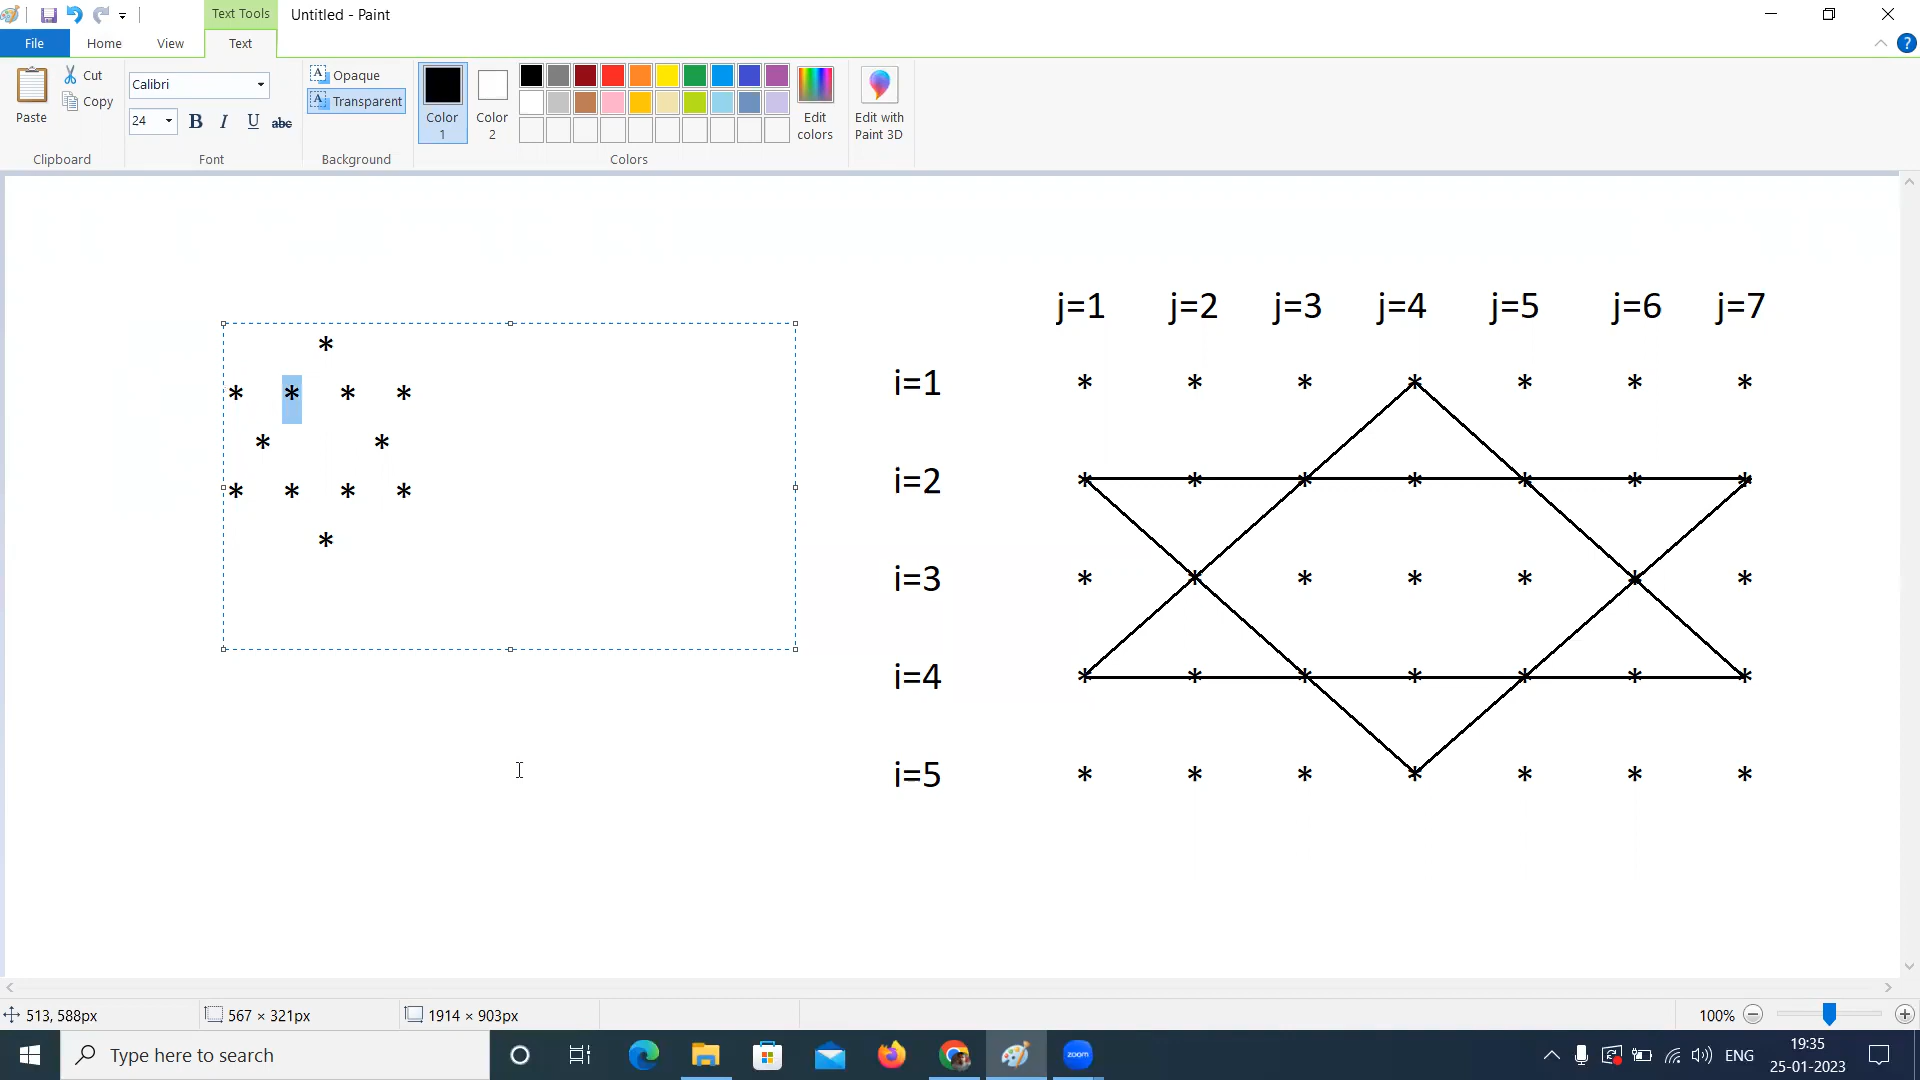 Text Tools Untitled - Paint
File Home View Text
Paste Cut Copy
Calibri
24 B I U abc
Opaque
Transparent
Color 1 Color 2
Edit colors
Edit with Paint 3D
Clipboard Font Background Colors
*
* * * *
* *
* * * *
*
j=1 j=2 j=3 j=4 j=5 j=6 j=7
i=1 * * * * * * *
i=2 * * * * * * *
i=3 * * * * * * *
i=4 * * * * * * *
i=5 * * * * * * *
513, 588px 567 × 321px 1914 × 903px 100%
Type here to search
zoom
ENG
19:35
25-01-2023